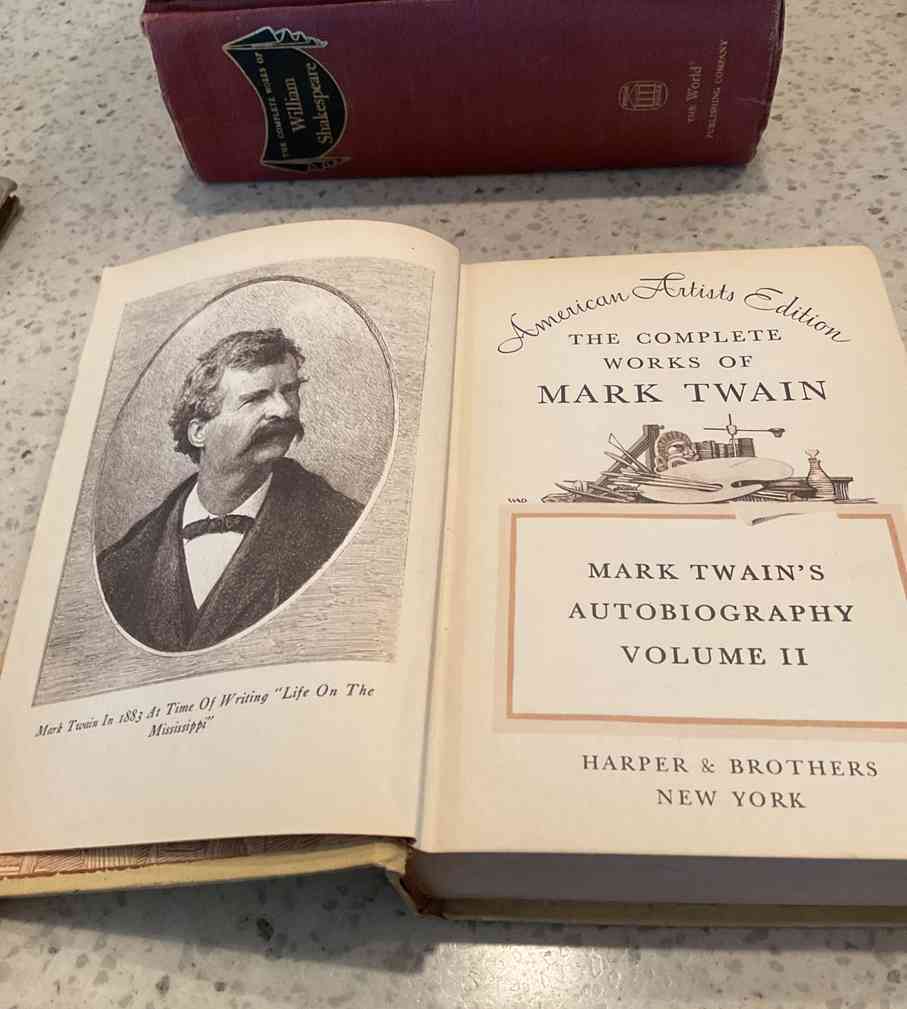 THE COMPLETE WORKS OF
William
Shakespeare
THE World
PUBLISHING COMPANY
Mark Twain In 1883 At Time Of Writing "Life On The
Mississippi"
American Artists Edition
THE COMPLETE
WORKS OF
MARK TWAIN
MARK TWAIN'S
AUTOBIOGRAPHY
VOLUME II
HARPER & BROTHERS
NEW YORK